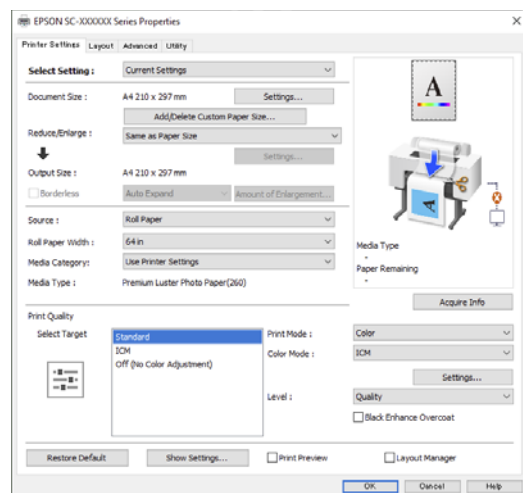 EPSON SC-XXXXXX Series Properties
Printer Settings Layout Advanced Utility
Select Setting : Current Settings
Document Size : A4 210 x 297 mm Settings...
Add/Delete Custom Paper Size...
Reduce/Enlarge : Same as Paper Size
Settings...
Output Size : A4 210 x 297 mm
Borderless Auto Expand Amount of Enlargement...
Source : Roll Paper
Roll Paper Width : 64 in
Media Category: Use Printer Settings
Media Type : Premium Luster Photo Paper(260)
A
A
Media Type
-
Paper Remaining
-
Acquire Info
Print Quality
Select Target
Standard
ICM
Off (No Color Adjustment)
Print Mode : Color
Color Mode : ICM
Settings...
Level : Quality
Black Enhance Overcoat
Restore Default Show Settings... Print Preview Layout Manager
OK Cancel Help